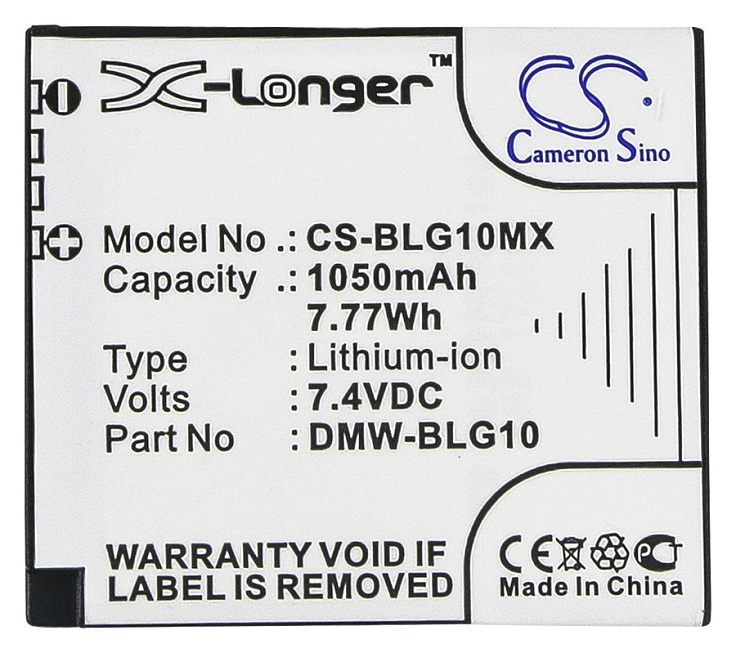 X-Longer™
CS
Cameron Sino
Model No .: CS-BLG10MX
Capacity .: 1050mAh
7.77Wh
Type : Lithium-ion
Volts : 7.4VDC
Part No : DMW-BLG10
WARRANTY VOID IF
LABEL IS REMOVED
CE PCT
Made In China